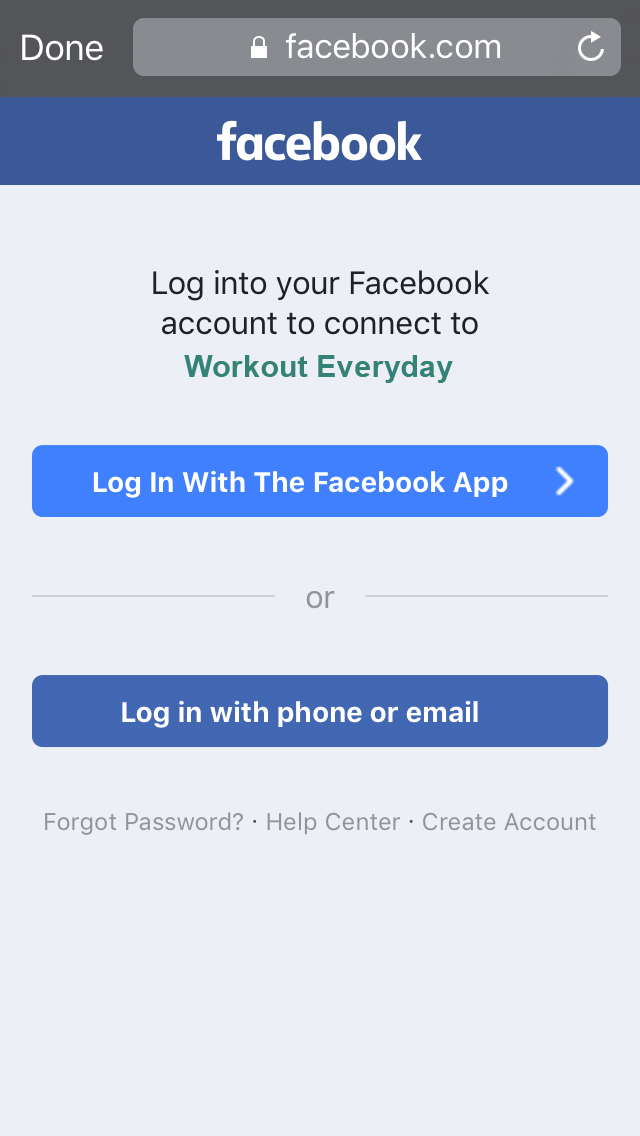 Done facebook.com
facebook
Log into your Facebook
account to connect to
Workout Everyday
Log In With The Facebook App
or
Log in with phone or email
Forgot Password? · Help Center · Create Account